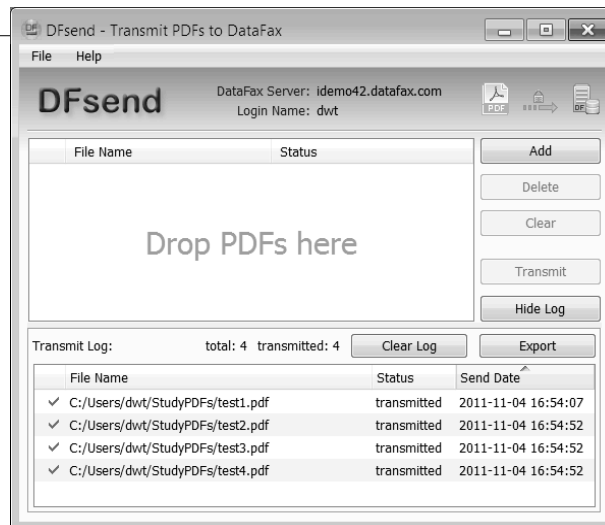 DFsend - Transmit PDFs to DataFax
File Help
DFsend
DataFax Server: idemo42.datafax.com
Login Name: dwt
PDF
DF
File Name Status
Drop PDFs here
Add
Delete
Clear
Transmit
Hide Log
Transmit Log: total: 4 transmitted: 4 Clear Log Export
File Name Status Send Date
C:/Users/dwt/StudyPDFs/test1.pdf transmitted 2011-11-04 16:54:07
C:/Users/dwt/StudyPDFs/test2.pdf transmitted 2011-11-04 16:54:52
C:/Users/dwt/StudyPDFs/test3.pdf transmitted 2011-11-04 16:54:52
C:/Users/dwt/StudyPDFs/test4.pdf transmitted 2011-11-04 16:54:52